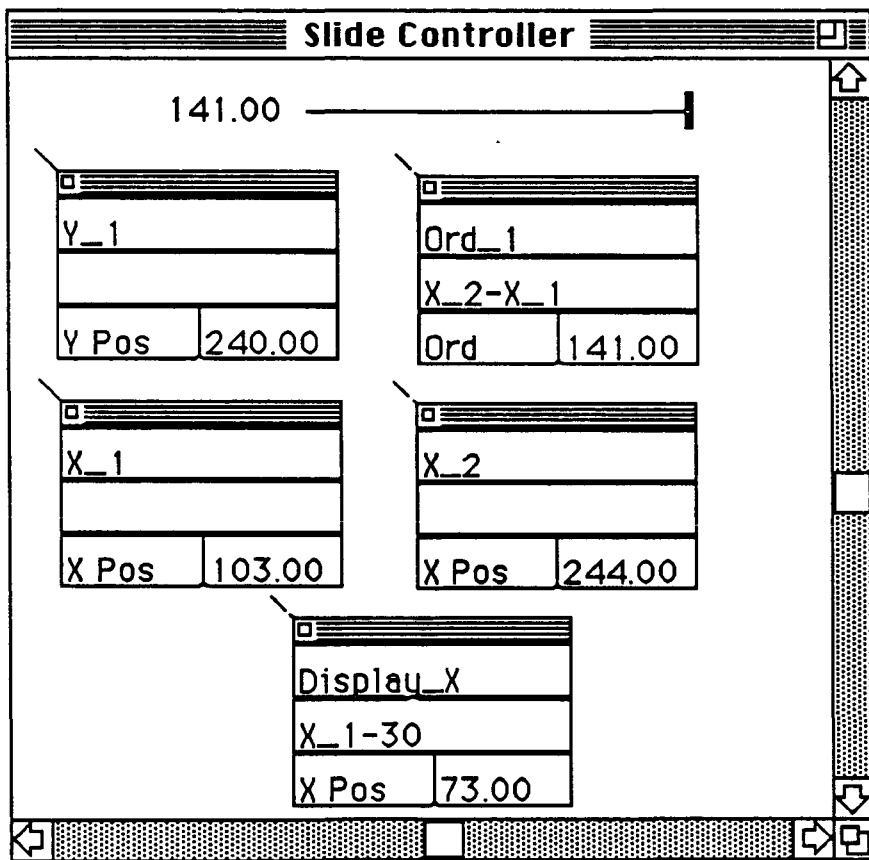 Slide Controller
141.00
Y_1
Y Pos 240.00
Ord_1
X_2-X_1
Ord 141.00
X_1
X Pos 103.00
X_2
X Pos 244.00
Display_X
X_1-30
X Pos 73.00